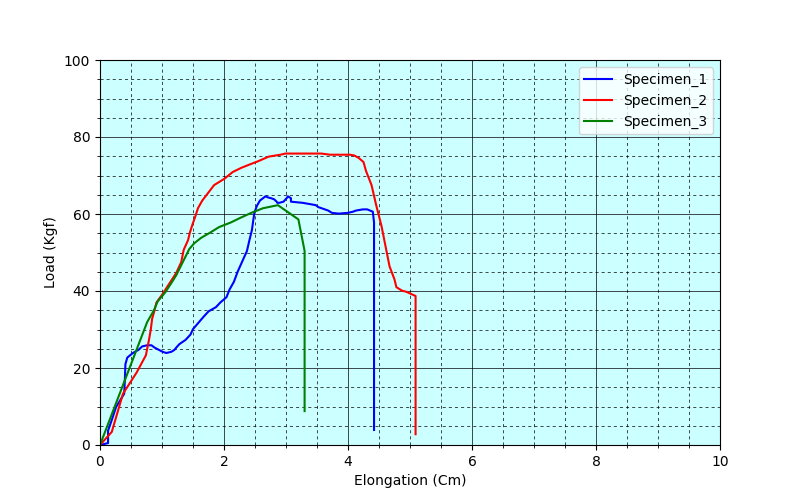 100
80
60
40
20
0
0 2 4 6 8 10
Load (Kgf)
Elongation (Cm)
Specimen_1
Specimen_2
Specimen_3